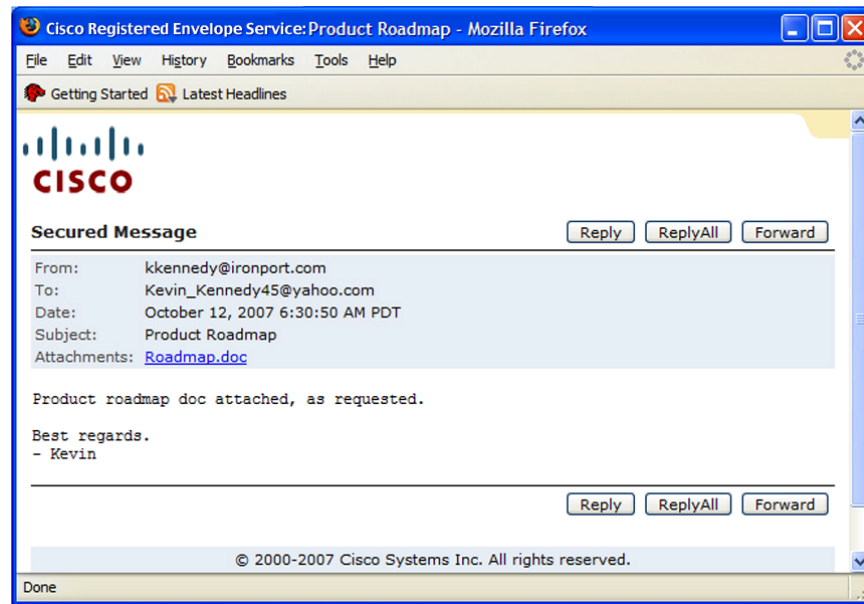 Cisco Registered Envelope Service: Product Roadmap - Mozilla Firefox
File Edit View History Bookmarks Tools Help
Getting Started Latest Headlines
CISCO
Secured Message Reply ReplyAll Forward
From: kkennedy@ironport.com
To: Kevin_Kennedy45@yahoo.com
Date: October 12, 2007 6:30:50 AM PDT
Subject: Product Roadmap
Attachments: Roadmap.doc
Product roadmap doc attached, as requested.
Best regards.
- Kevin
Reply ReplyAll Forward
© 2000-2007 Cisco Systems Inc. All rights reserved.
Done